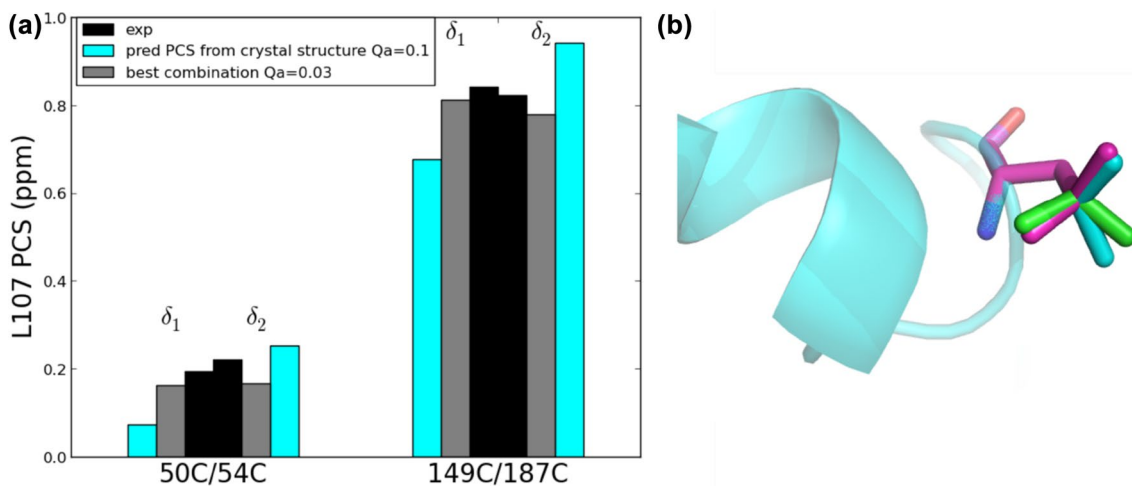 (a)
1.0
0.8
0.6
0.4
0.2
0.0
L107 PCS (ppm)
exp
pred PCS from crystal structure Qa=0.1
best combination Qa=0.03
δ1
δ2
δ1
δ2
50C/54C
149C/187C
(b)